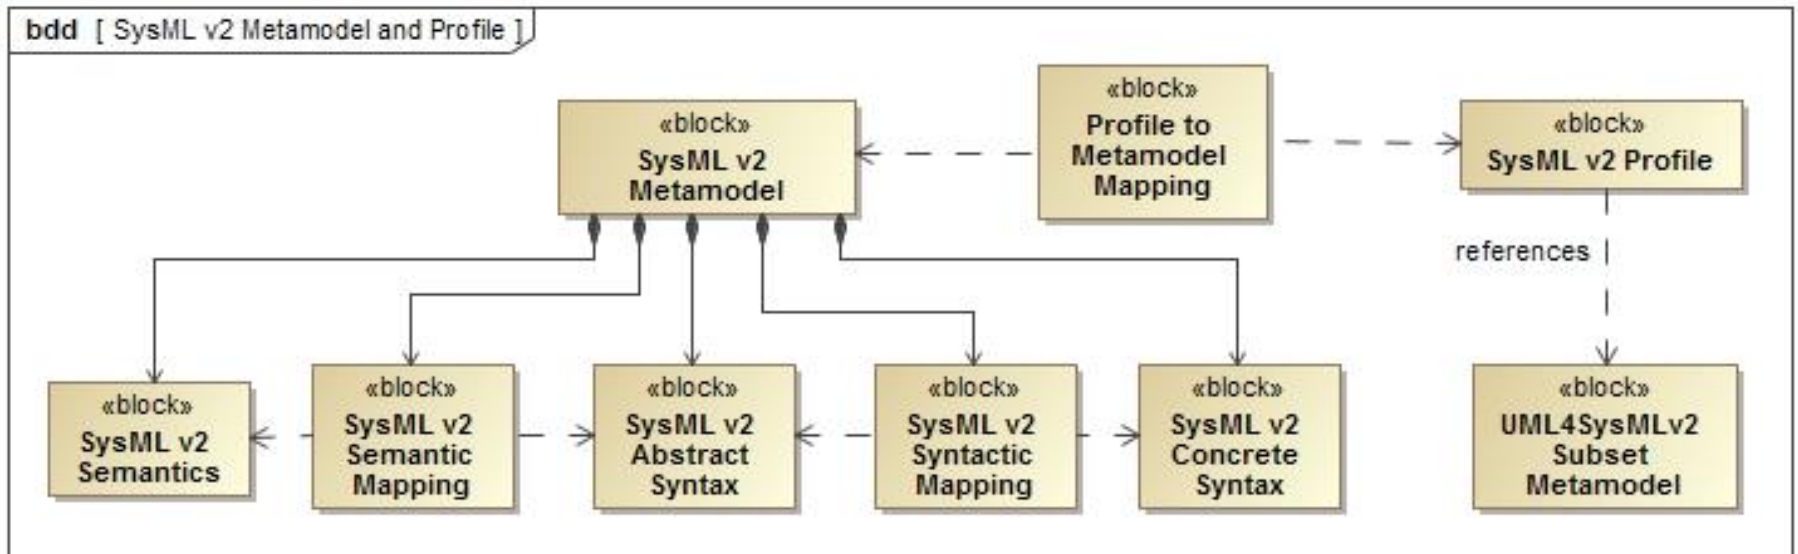 bdd [ SysML v2 Metamodel and Profile ]
«block»
SysML v2
Metamodel
«block»
Profile to
Metamodel
Mapping
«block»
SysML v2 Profile
references
«block»
SysML v2
Semantics
«block»
SysML v2
Semantic
Mapping
«block»
SysML v2
Abstract
Syntax
«block»
SysML v2
Syntactic
Mapping
«block»
SysML v2
Concrete
Syntax
«block»
UML4SysMLv2
Subset
Metamodel